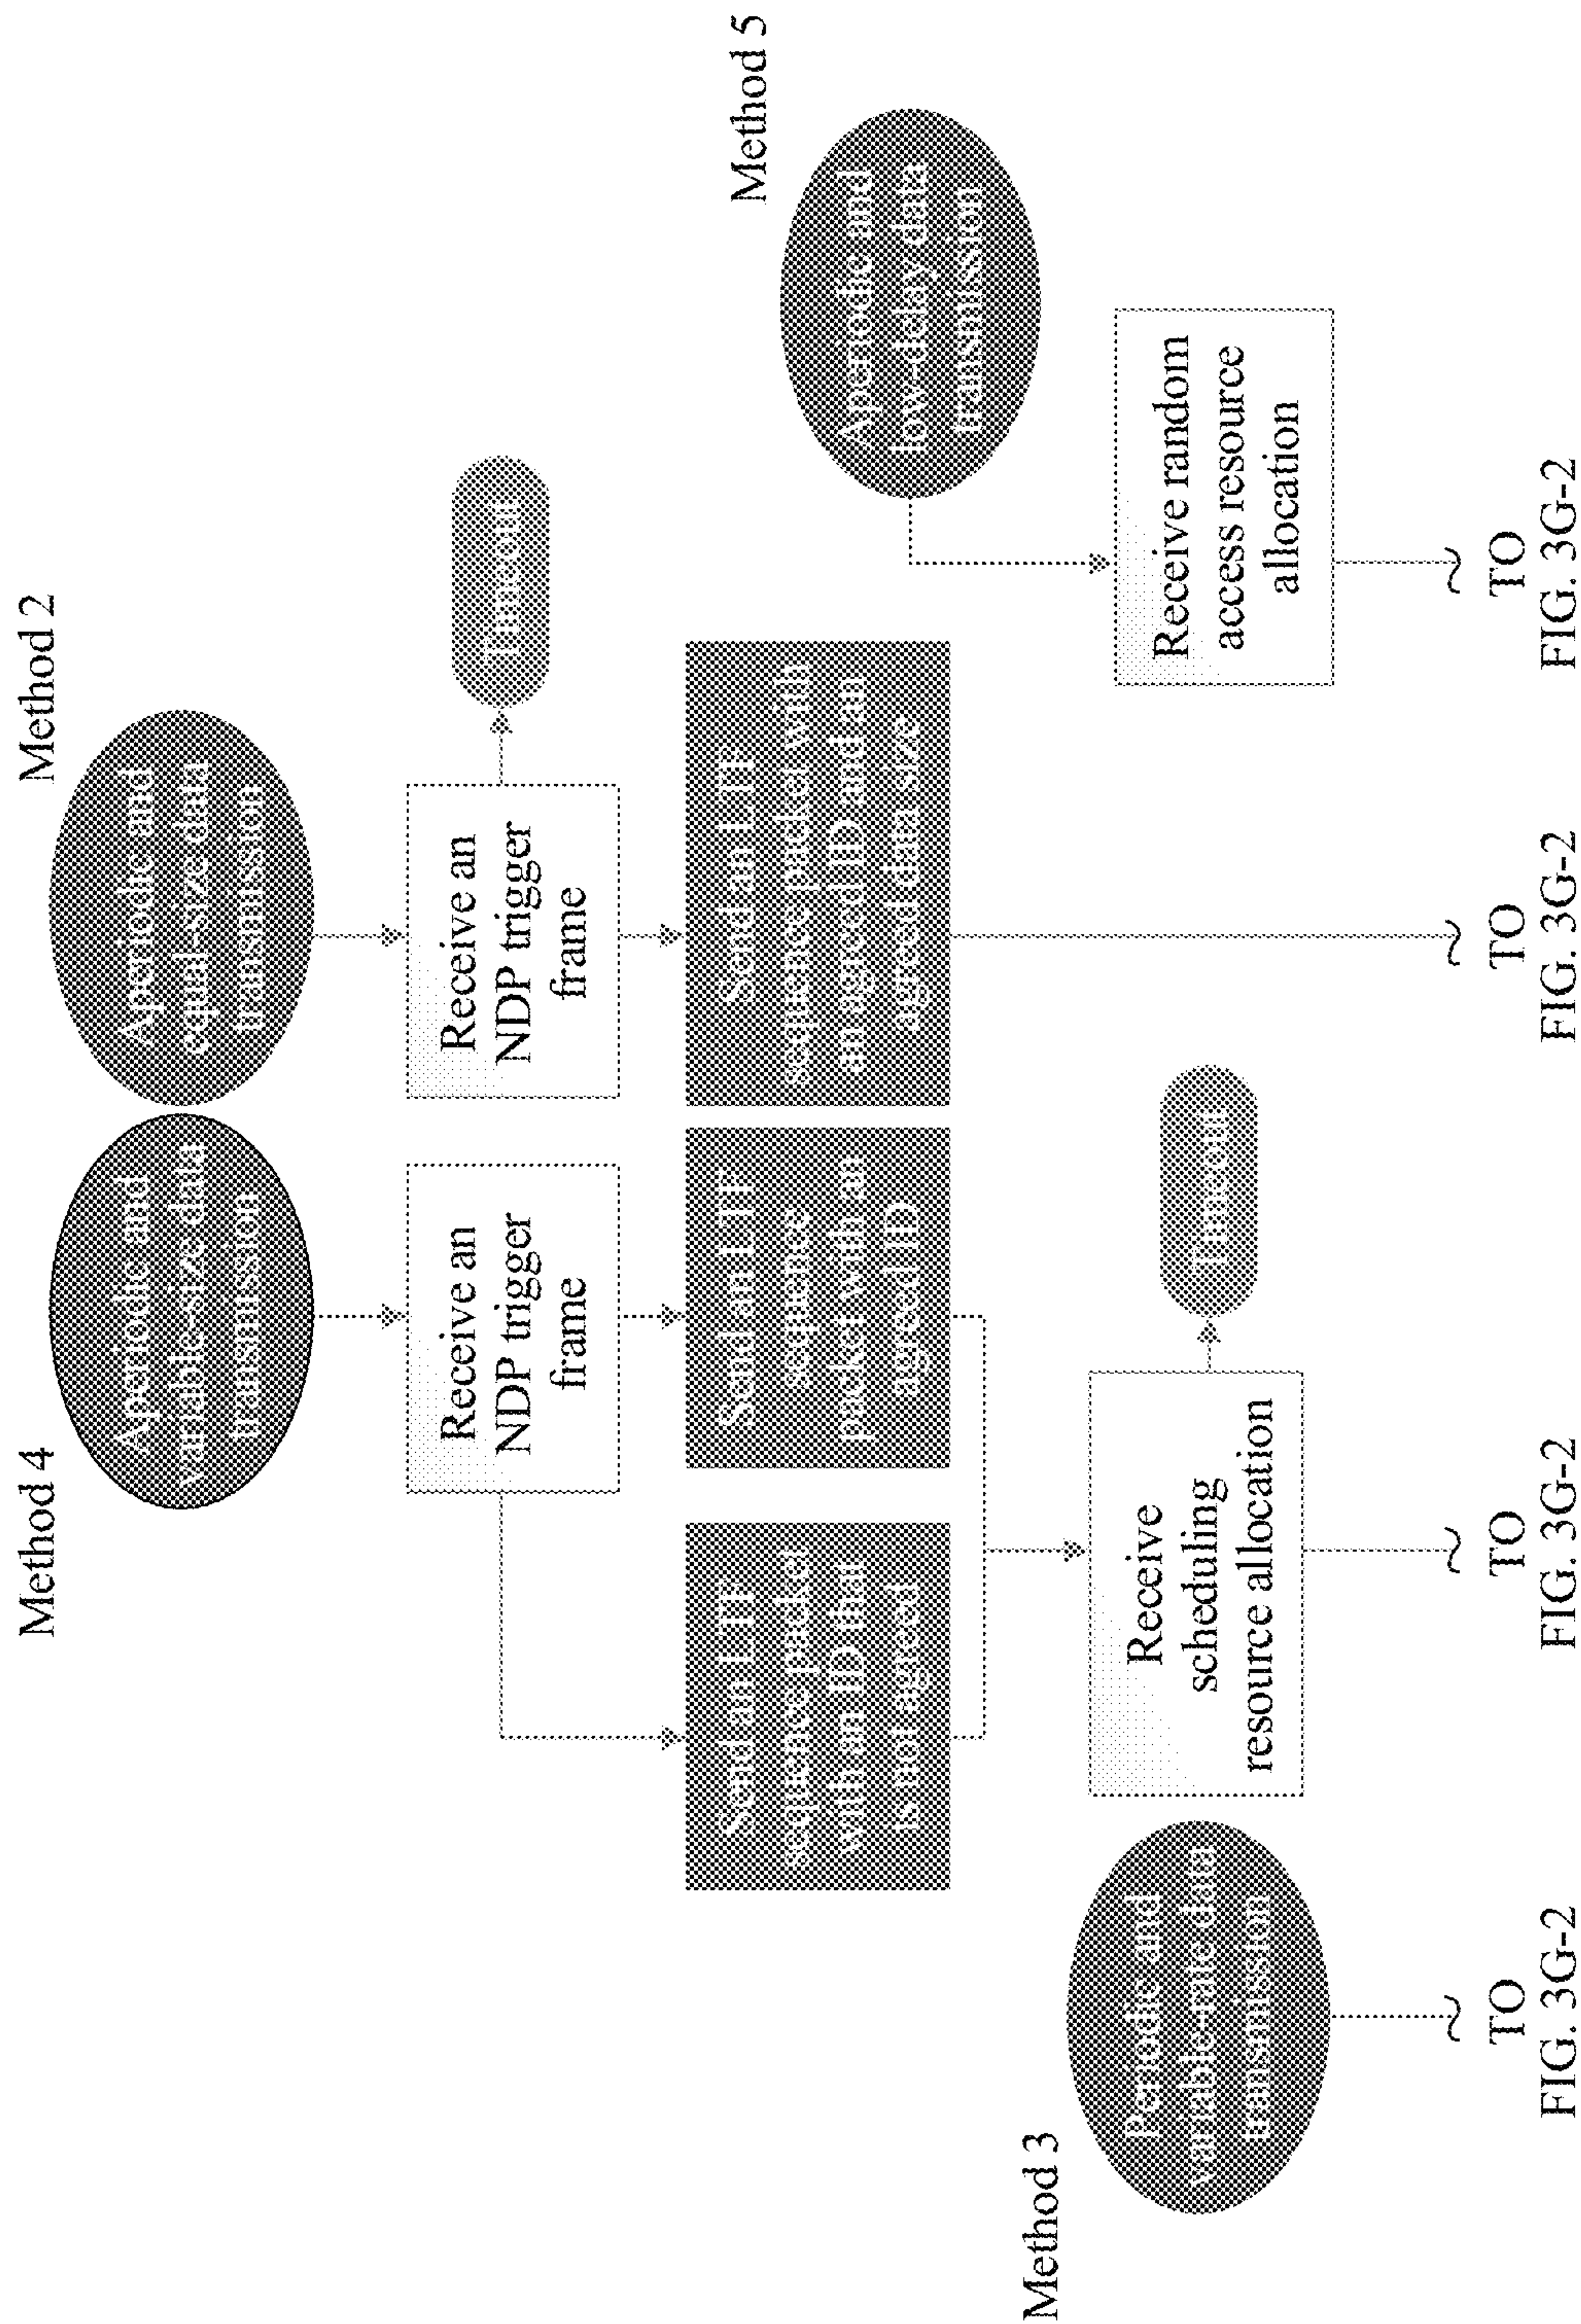 Method 4
Aperiodic and
variable-size data
transmission
Method 2
Aperiodic and
equal-size data
transmission
Receive an
NDP trigger
frame
Receive an
NDP trigger
frame
Timeout
Send an LTF
sequence packet
with an ID that
is not agreed
Send an LTF
sequence
packet with an
agreed ID
Send an LTF
sequence packet with
an agreed ID and an
agreed data size
Method 5
Aperiodic and
low-delay data
transmission
Method 3
Periodic and
variable-rate data
transmission
Receive
scheduling
resource allocation
Timeout
Receive random
access resource
allocation
TO
FIG. 3G-2
TO
FIG. 3G-2
TO
FIG. 3G-2
TO
FIG. 3G-2